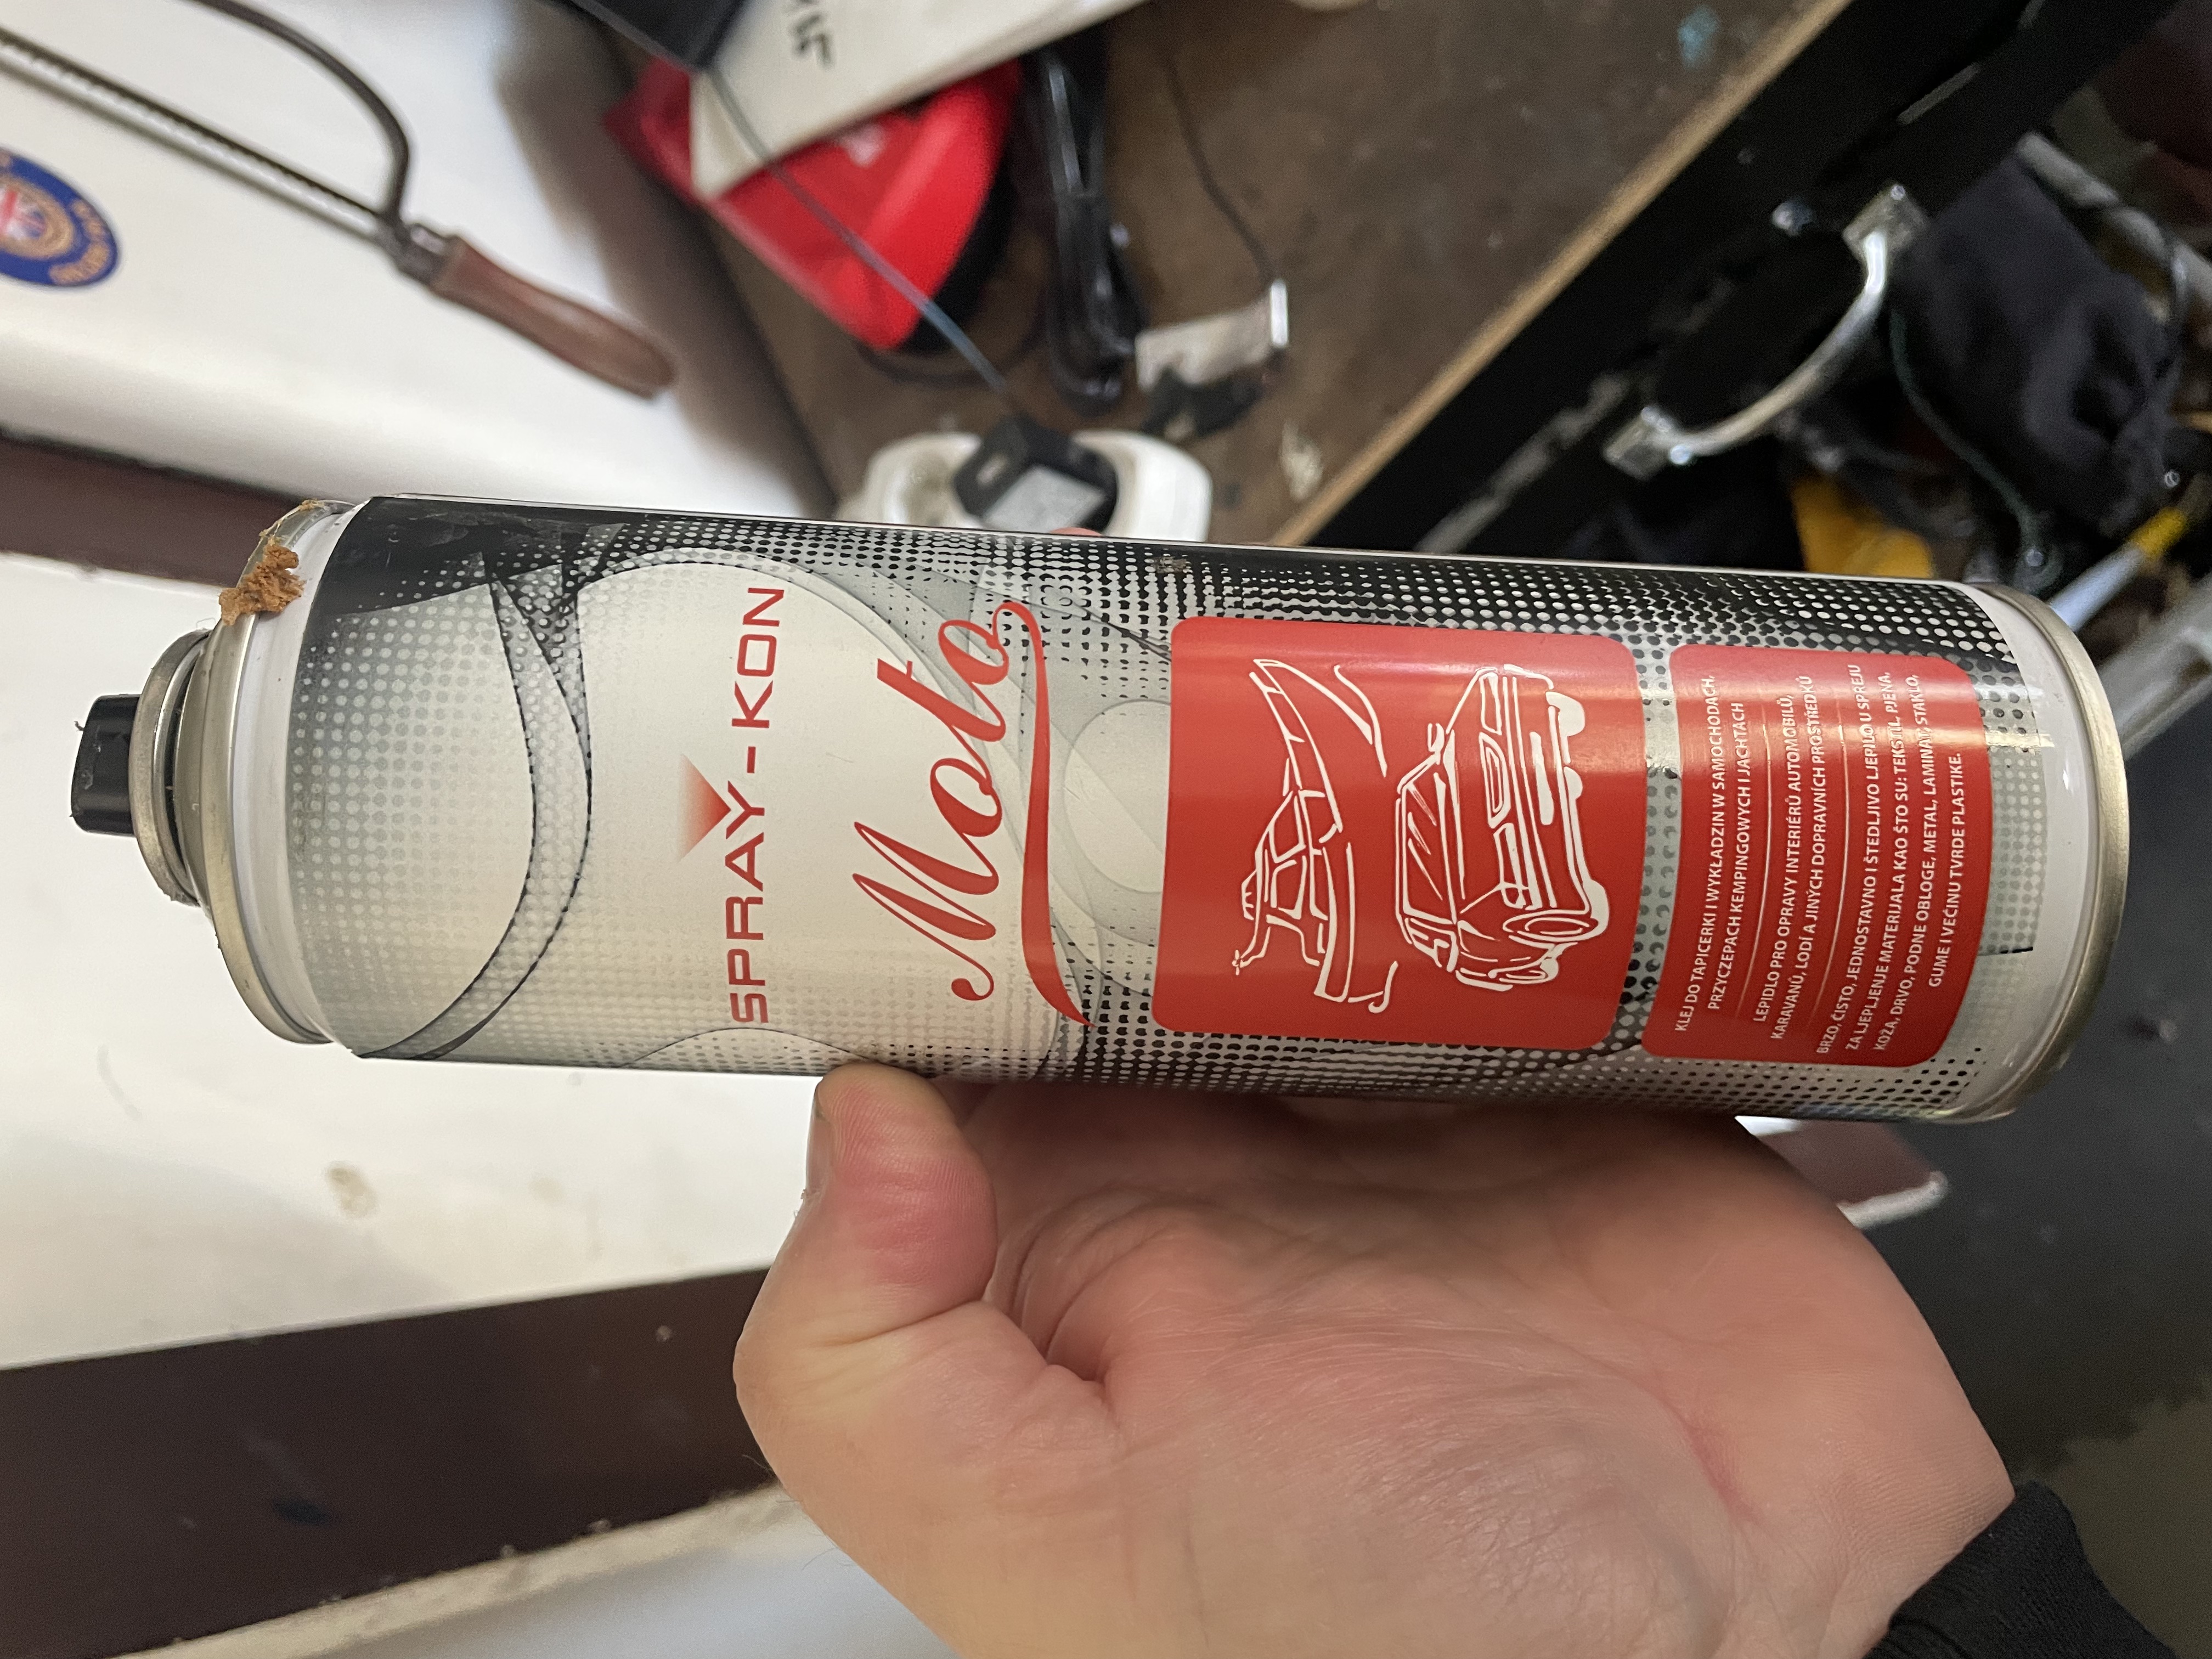 SPRAY-KON
Moto
KLEJ DO TAPICERKI I WYKŁADZIN W SAMOCHODACH,
PRZYCZEPACH KEMPINGOWYCH I JACHTACH
LEPIDLO PRO OPRAVY INTERIÉRŮ AUTOMOBILŮ,
KARAVANŮ, LODÍ A JINÝCH DOPRAVNÍCH PROSTŘEDKŮ
BRZO, ČISTO, JEDNOSTAVNO I ŠTEDLJIVO LJEPILO U SPREJU
ZA LJEPLJENJE MATERIJALA KAO ŠTO SU: TEKSTIL, PJENA,
KOŽA, DRVO, PODNE OBLOGE, METAL, LAMINAT, STAKLO,
GUME I VEĆINU TVRDE PLASTIKE.